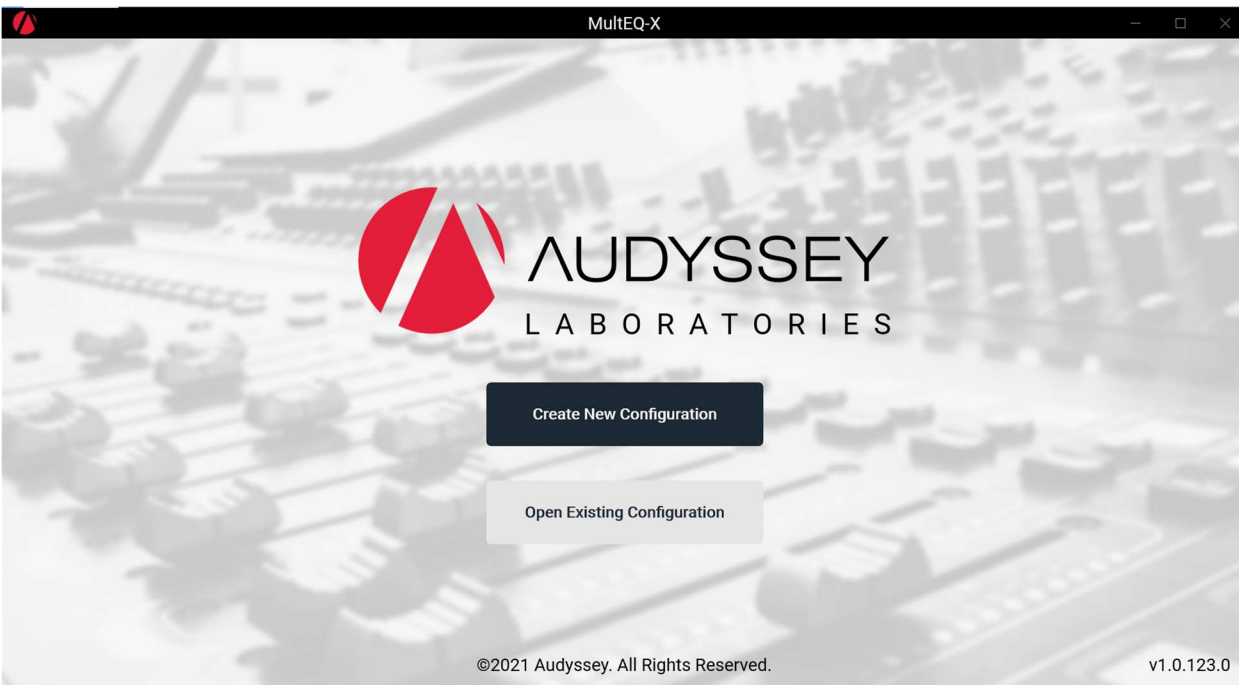 MultEQ-X
AUDYSSEY
LABORATORIES
Create New Configuration
Open Existing Configuration
©2021 Audyssey. All Rights Reserved.
v1.0.123.0